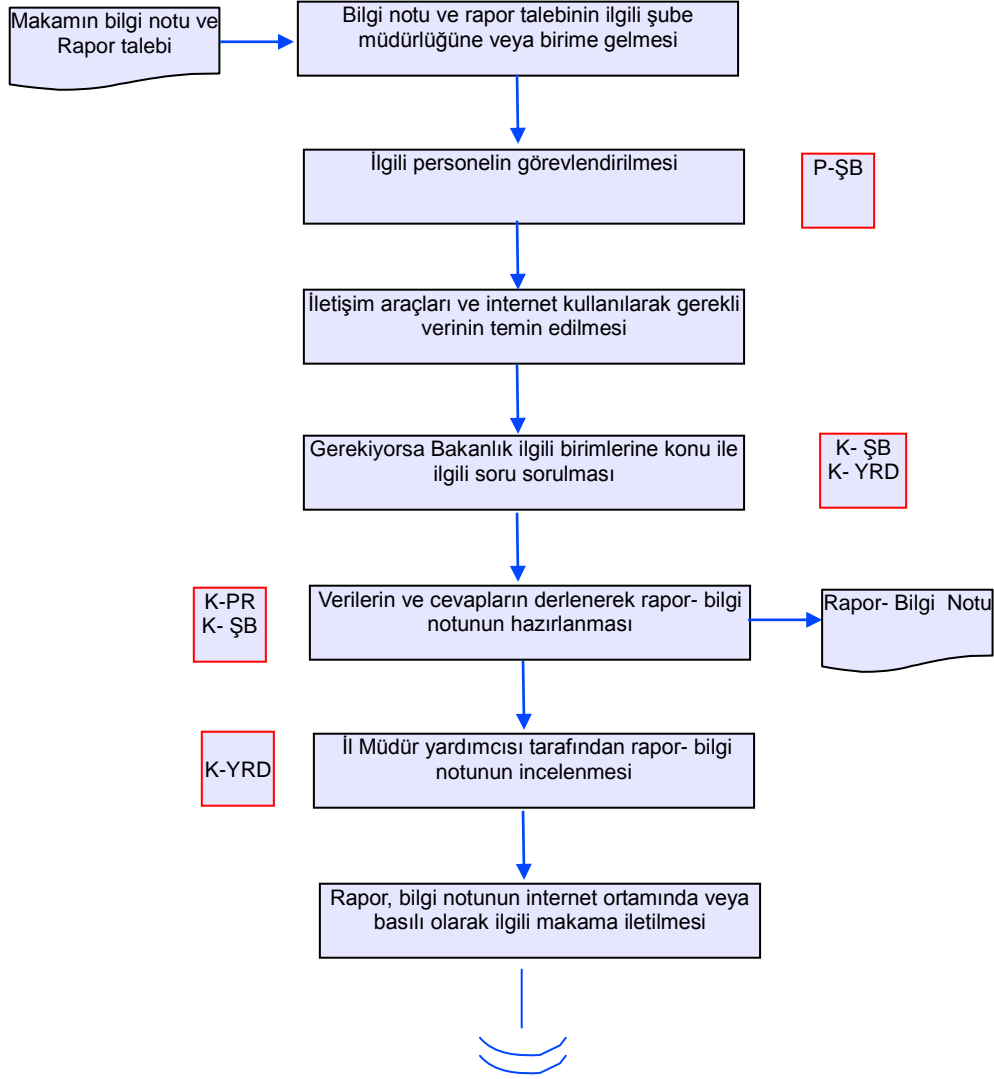 Makamın bilgi notu ve
Rapor talebi
Bilgi notu ve rapor talebinin ilgili şube
müdürlüğüne veya birime gelmesi
İlgili personelin görevlendirilmesi
P-ŞB
İletişim araçları ve internet kullanılarak gerekli
verinin temin edilmesi
Gerekiyorsa Bakanlık ilgili birimlerine konu ile
ilgili soru sorulması
K- ŞB
K- YRD
K-PR
K- ŞB
Verilerin ve cevapların derlenerek rapor- bilgi
notunun hazırlanması
Rapor- Bilgi Notu
K-YRD
İl Müdür yardımcısı tarafından rapor- bilgi
notunun incelenmesi
Rapor, bilgi notunun internet ortamında veya
basılı olarak ilgili makama iletilmesi